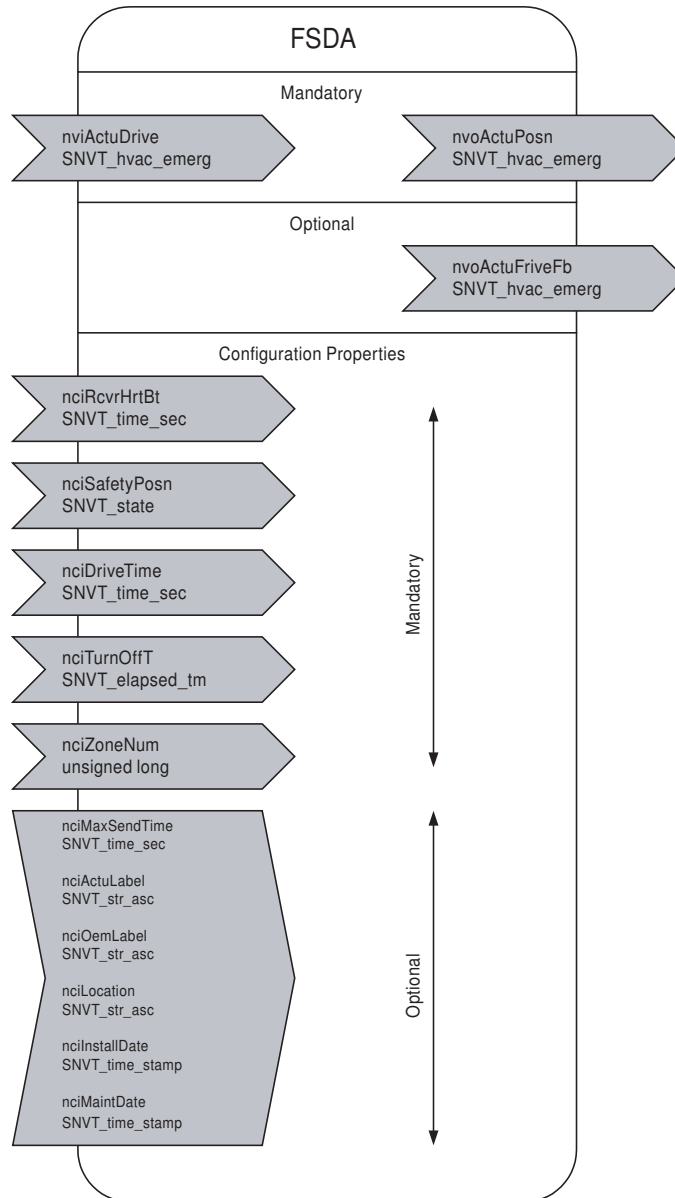 FSDA
Mandatory
nviActuDrive
SNVT_hvac_emerg
nvoActuPosn
SNVT_hvac_emerg
Optional
nvoActuFriveFb
SNVT_hvac_emerg
Configuration Properties
nciRcvrHrtBt
SNVT_time_sec
nciSafetyPosn
SNVT_state
nciDriveTime
SNVT_time_sec
nciTurnOffT
SNVT_elapsed_tm
nciZoneNum
unsigned long
Mandatory
nciMaxSendTime
SNVT_time_sec
nciActuLabel
SNVT_str_asc
nciOemLabel
SNVT_str_asc
nciLocation
SNVT_str_asc
nciInstallDate
SNVT_time_stamp
nciMaintDate
SNVT_time_stamp
Optional